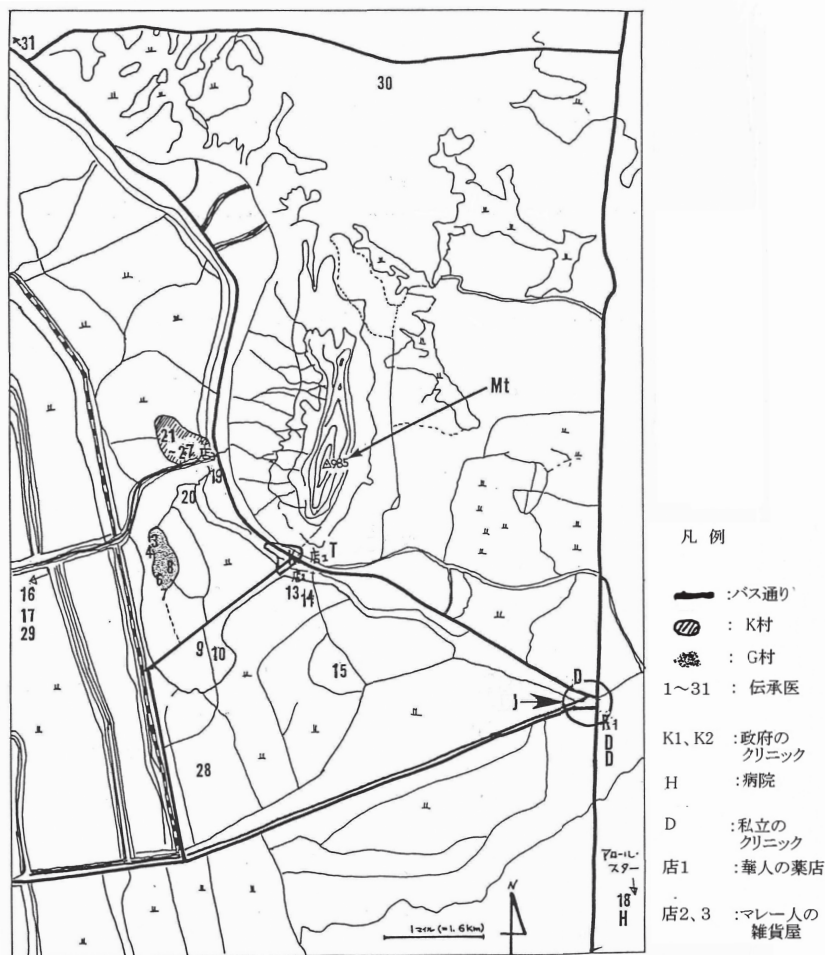 31
30
Mt
△985
21
27
19
20
3
4
8
6
7
店2 T
店3
13
14
16
17
29
9
10
15
28
D
J
K1
D
D
アロール・
スター
18
H
N
1マイル(=1.6km)
凡 例
:バス通り
: K村
: G村
1~31 : 伝承医
K1、K2 :政府の
クリニック
H :病院
D :私立の
クリニック
店1 :華人の薬店
店2、3 :マレー人の
雑貨屋